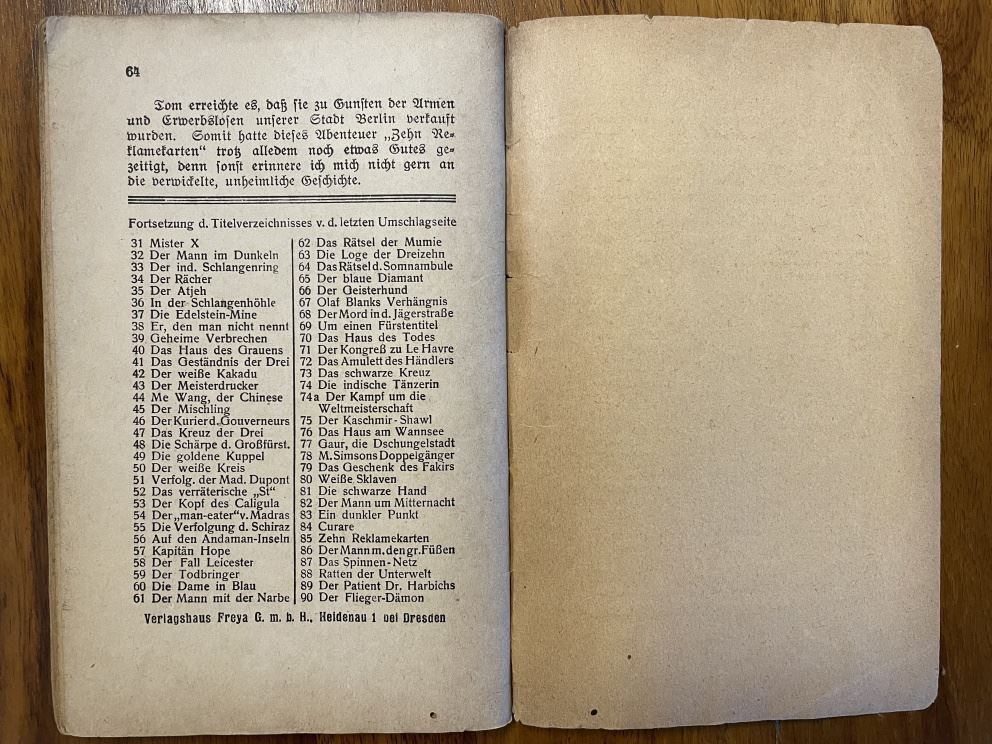 64
Tom erreichte es, daß sie zu Gunsten der Armen
und Erwerbslosen unserer Stadt Berlin verkauft
wurden. Somit hatte dieses Abenteuer „Zehn Re-
klamekarten“ trotz alledem noch etwas Gutes ge-
zeitigt, denn sonst erinnere ich mich nicht gern an
die verwickelte, unheimliche Geschichte.
Fortsetzung d. Titelverzeichnisses v. d. letzten Umschlagseite
31 Mister X
32 Der Mann im Dunkeln
33 Der ind. Schlangenring
34 Der Rächer
35 Der Atjeh
36 In der Schlangenhöhle
37 Die Edelstein-Mine
38 Er, den man nicht nennt
39 Geheime Verbrechen
40 Das Haus des Grauens
41 Das Geständnis der Drei
42 Der weiße Kakadu
43 Der Meisterdrucker
44 Me Wang, der Chinese
45 Der Mischling
46 Der Kurier d. Gouverneurs
47 Das Kreuz der Drei
48 Die Schärpe d. Großfürst.
49 Die goldene Kuppel
50 Der weiße Kreis
51 Verfolg. der Mad. Dupont
52 Das verräterische „St“
53 Der Kopf des Caligula
54 Der „man-eater“ v. Madras
55 Die Verfolgung d. Schiraz
56 Auf den Andaman-Inseln
57 Kapitän Hope
58 Der Fall Leicester
59 Der Todbringer
60 Die Dame in Blau
61 Der Mann mit der Narbe
62 Das Rätsel der Mumie
63 Die Loge der Dreizehn
64 Das Rätsel d. Somnambule
65 Der blaue Diamant
66 Der Geisterhund
67 Olaf Blanks Verhängnis
68 Der Mord in d. Jägerstraße
69 Um einen Fürstentitel
70 Das Haus des Todes
71 Der Kongreß zu Le Havre
72 Das Amulett des Händlers
73 Das schwarze Kreuz
74 Die indische Tänzerin
74a Der Kampf um die
Weltmeisterschaft
75 Der Kaschmir-Shawl
76 Das Haus am Wannsee
77 Gaur, die Dschungelstadt
78 M. Simsons Doppelgänger
79 Das Geschenk des Fakirs
80 Weiße Sklaven
81 Die schwarze Hand
82 Der Mann um Mitternacht
83 Ein dunkler Punkt
84 Curare
85 Zehn Reklamekarten
86 Der Mann m. den gr. Füßen
87 Das Spinnen-Netz
88 Ratten der Unterwelt
89 Der Patient Dr. Harbichs
90 Der Flieger-Dämon
Verlagshaus Freya G. m. b. H., Heidenau 1 bei Dresden